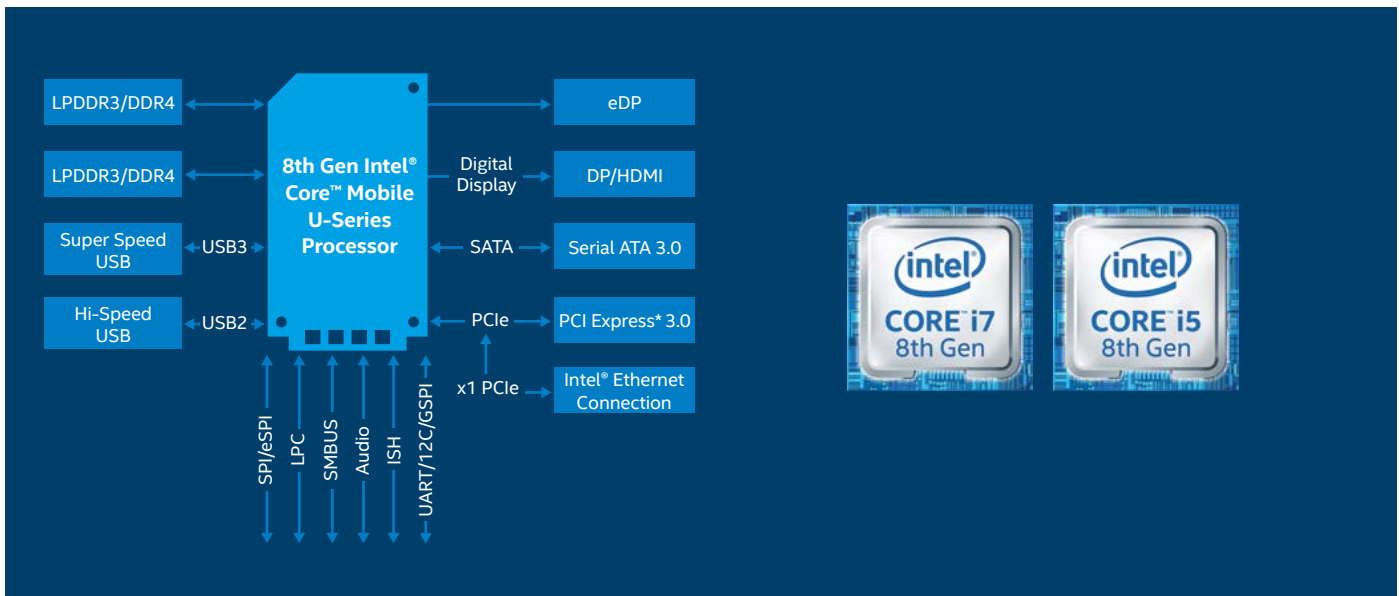 LPDDR3/DDR4
LPDDR3/DDR4
Super Speed
USB
USB3
Hi-Speed
USB
USB2
8th Gen Intel®
Core™ Mobile
U-Series
Processor
eDP
Digital
Display
DP/HDMI
SATA
Serial ATA 3.0
PCIe
PCI Express* 3.0
x1 PCIe
Intel® Ethernet
Connection
SPI/eSPI
LPC
SMBUS
Audio
ISH
UART/12C/GSPI
intel®
CORE™ i7
8th Gen
intel®
CORE™ i5
8th Gen